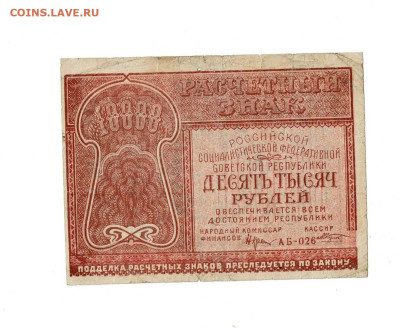 COINS.LAVE.RU
10000
РАСЧЕТНЫЙ
ЗНАК
РОССИЙСКОЙ
СОЦИАЛИСТИЧЕСКОЙ ФЕДЕРАТИВНОЙ
СОВЕТСКОЙ РЕСПУБЛИКИ
ДЕСЯТЬ ТЫСЯЧ
РУБЛЕЙ
ОБЕСПЕЧИВАЕТСЯ ВСЕМ
ДОСТОЯНИЕМ РЕСПУБЛИКИ
НАРОДНЫЙ КОМИССАР КАССИР
ФИНАНСОВ АБ-026
ПОДДЕЛКА РАСЧЕТНЫХ ЗНАКОВ ПРЕСЛЕДУЕТСЯ ПО ЗАКОНУ.